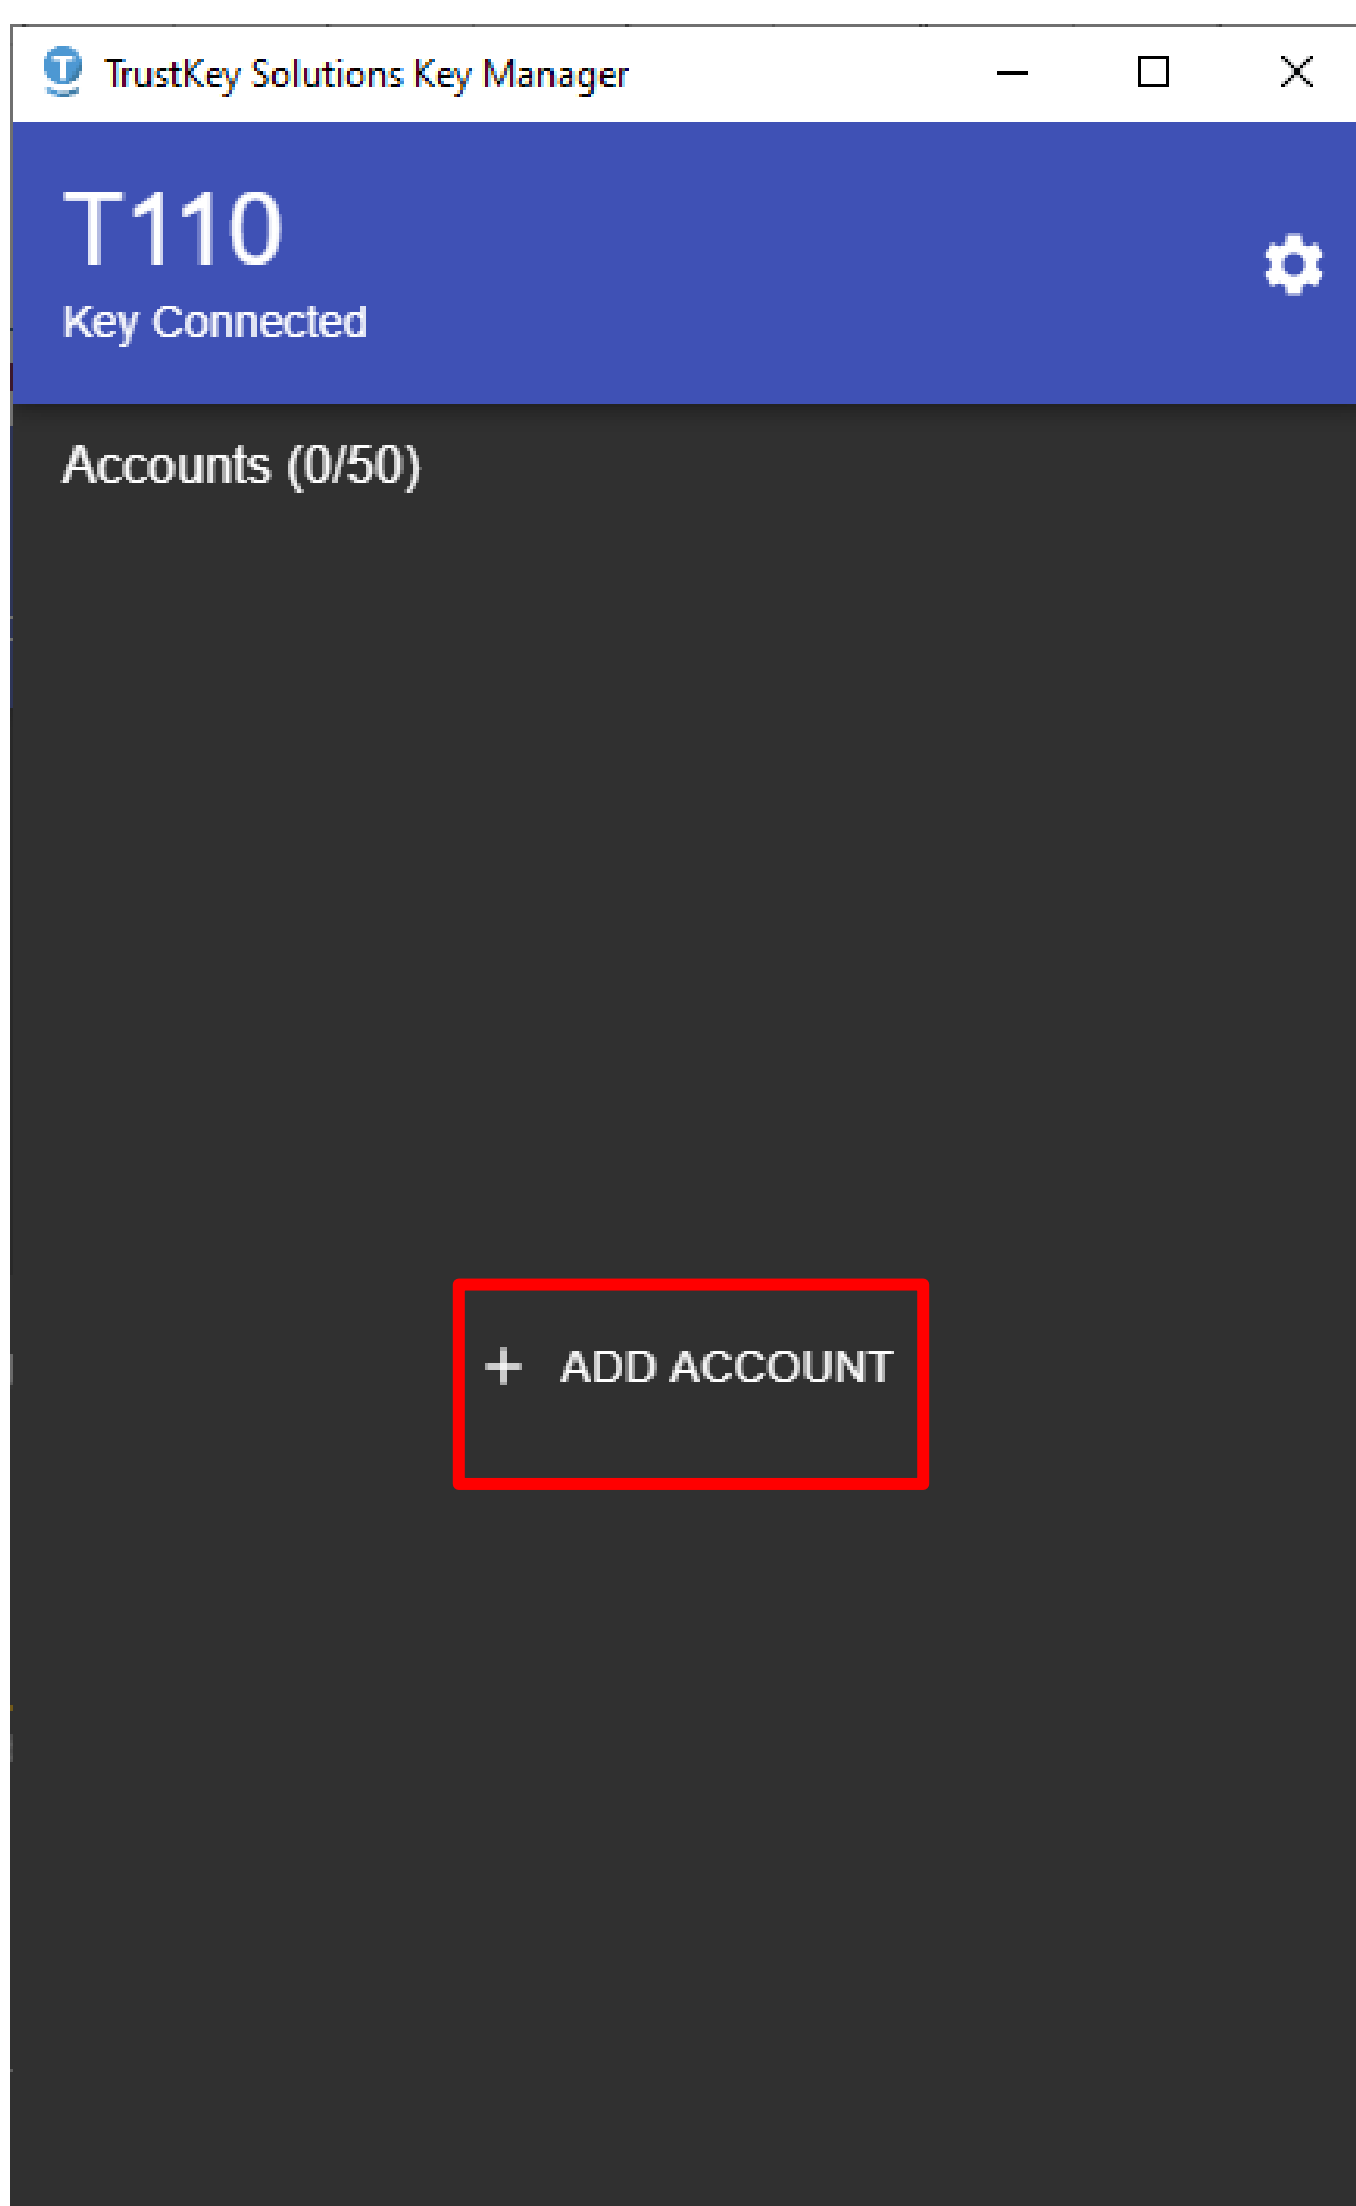 TrustKey Solutions Key Manager
T110
Key Connected
Accounts (0/50)
+ ADD ACCOUNT